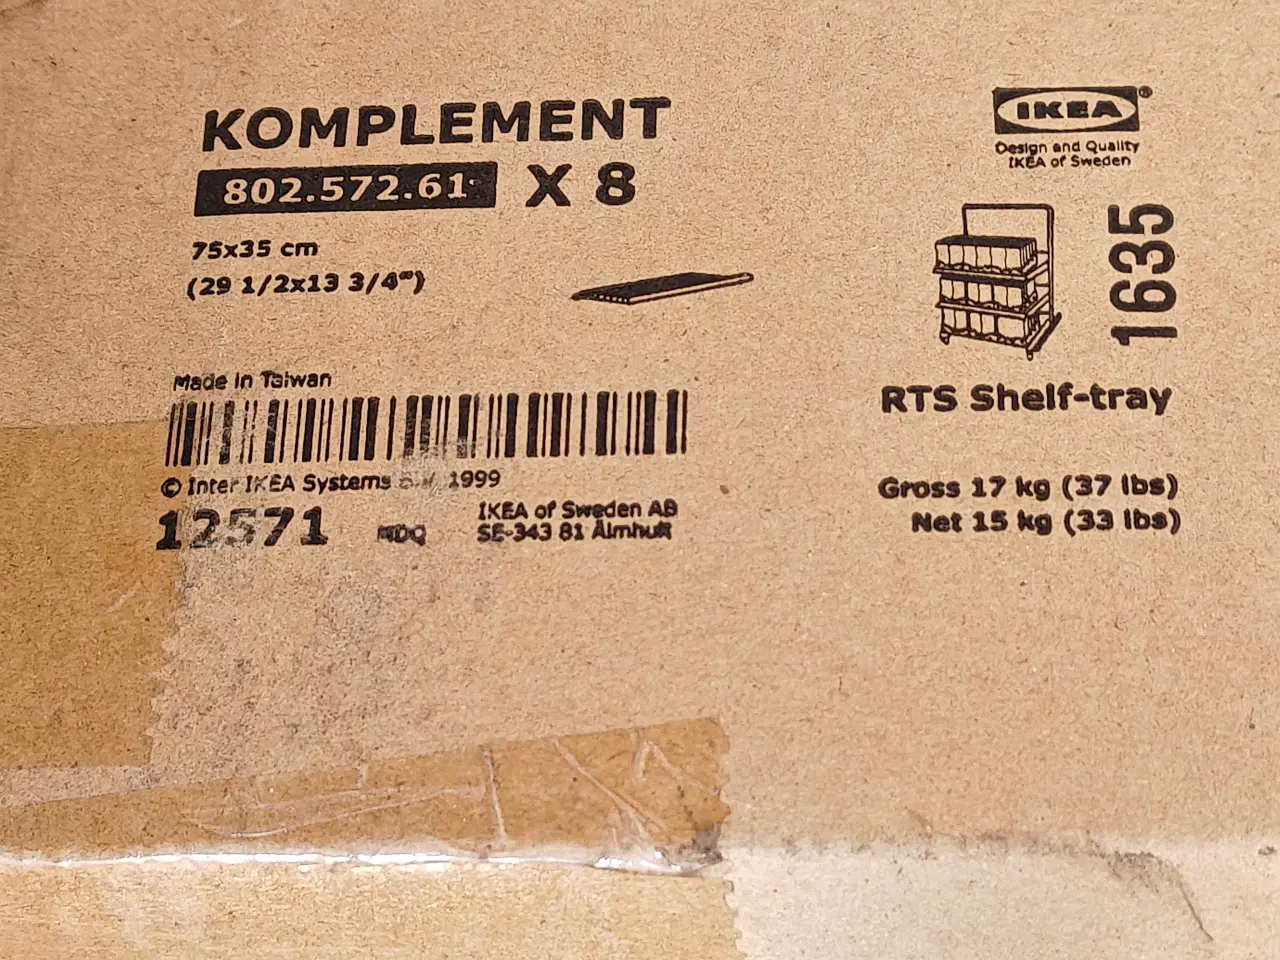 KOMPLEMENT
802.572.61 X 8
75x35 cm
(29 1/2x13 3/4")
Made in Taiwan
© Inter IKEA Systems B.V. 1999
12571
MDQ
IKEA of Sweden AB
SE-343 81 Älmhult
IKEA®
Design and Quality
IKEA of Sweden
1635
RTS Shelf-tray
Gross 17 kg (37 lbs)
Net 15 kg (33 lbs)